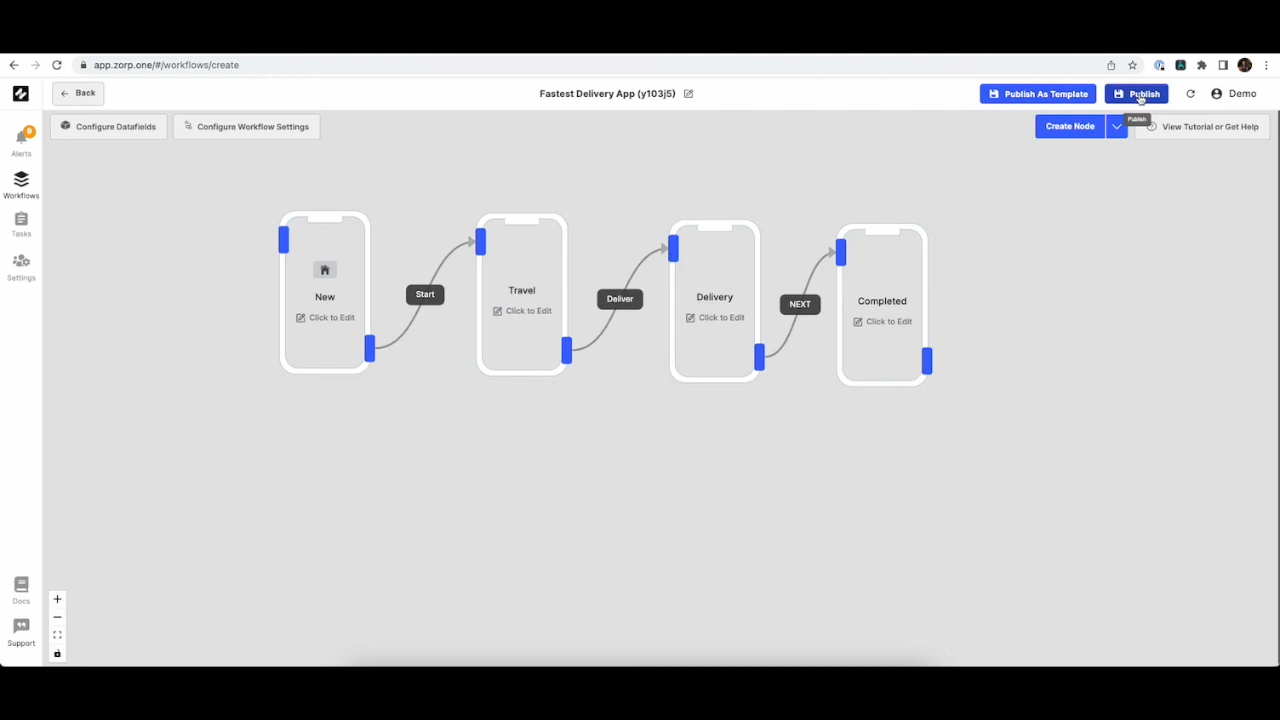 app.zorp.one/#/workflows/create
Back
Fastest Delivery App (y103j5)
Publish As Template
Publish
Demo
Publish
Configure Datafields
Configure Workflow Settings
Create Node
View Tutorial or Get Help
9
Alerts
Workflows
Tasks
Settings
New
Click to Edit
Start
Travel
Click to Edit
Deliver
Delivery
Click to Edit
NEXT
Completed
Click to Edit
Docs
Support